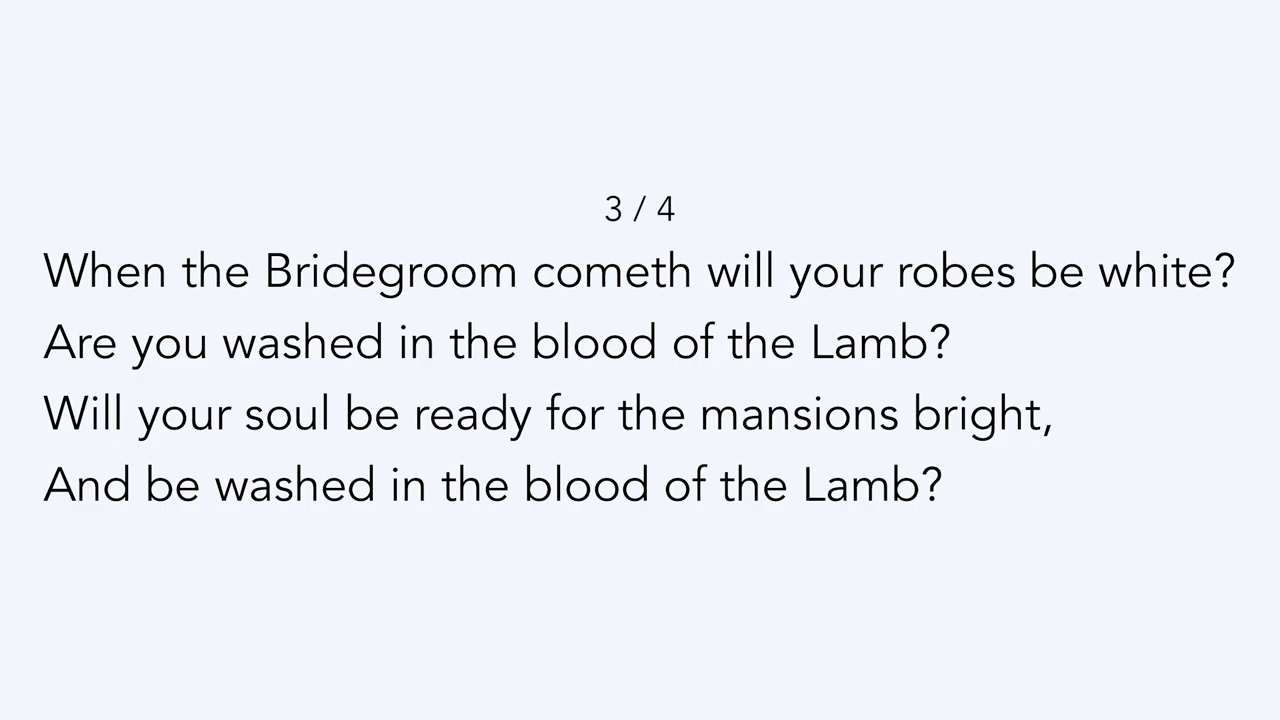 3 / 4
When the Bridegroom cometh will your robes be white?
Are you washed in the blood of the Lamb?
Will your soul be ready for the mansions bright,
And be washed in the blood of the Lamb?